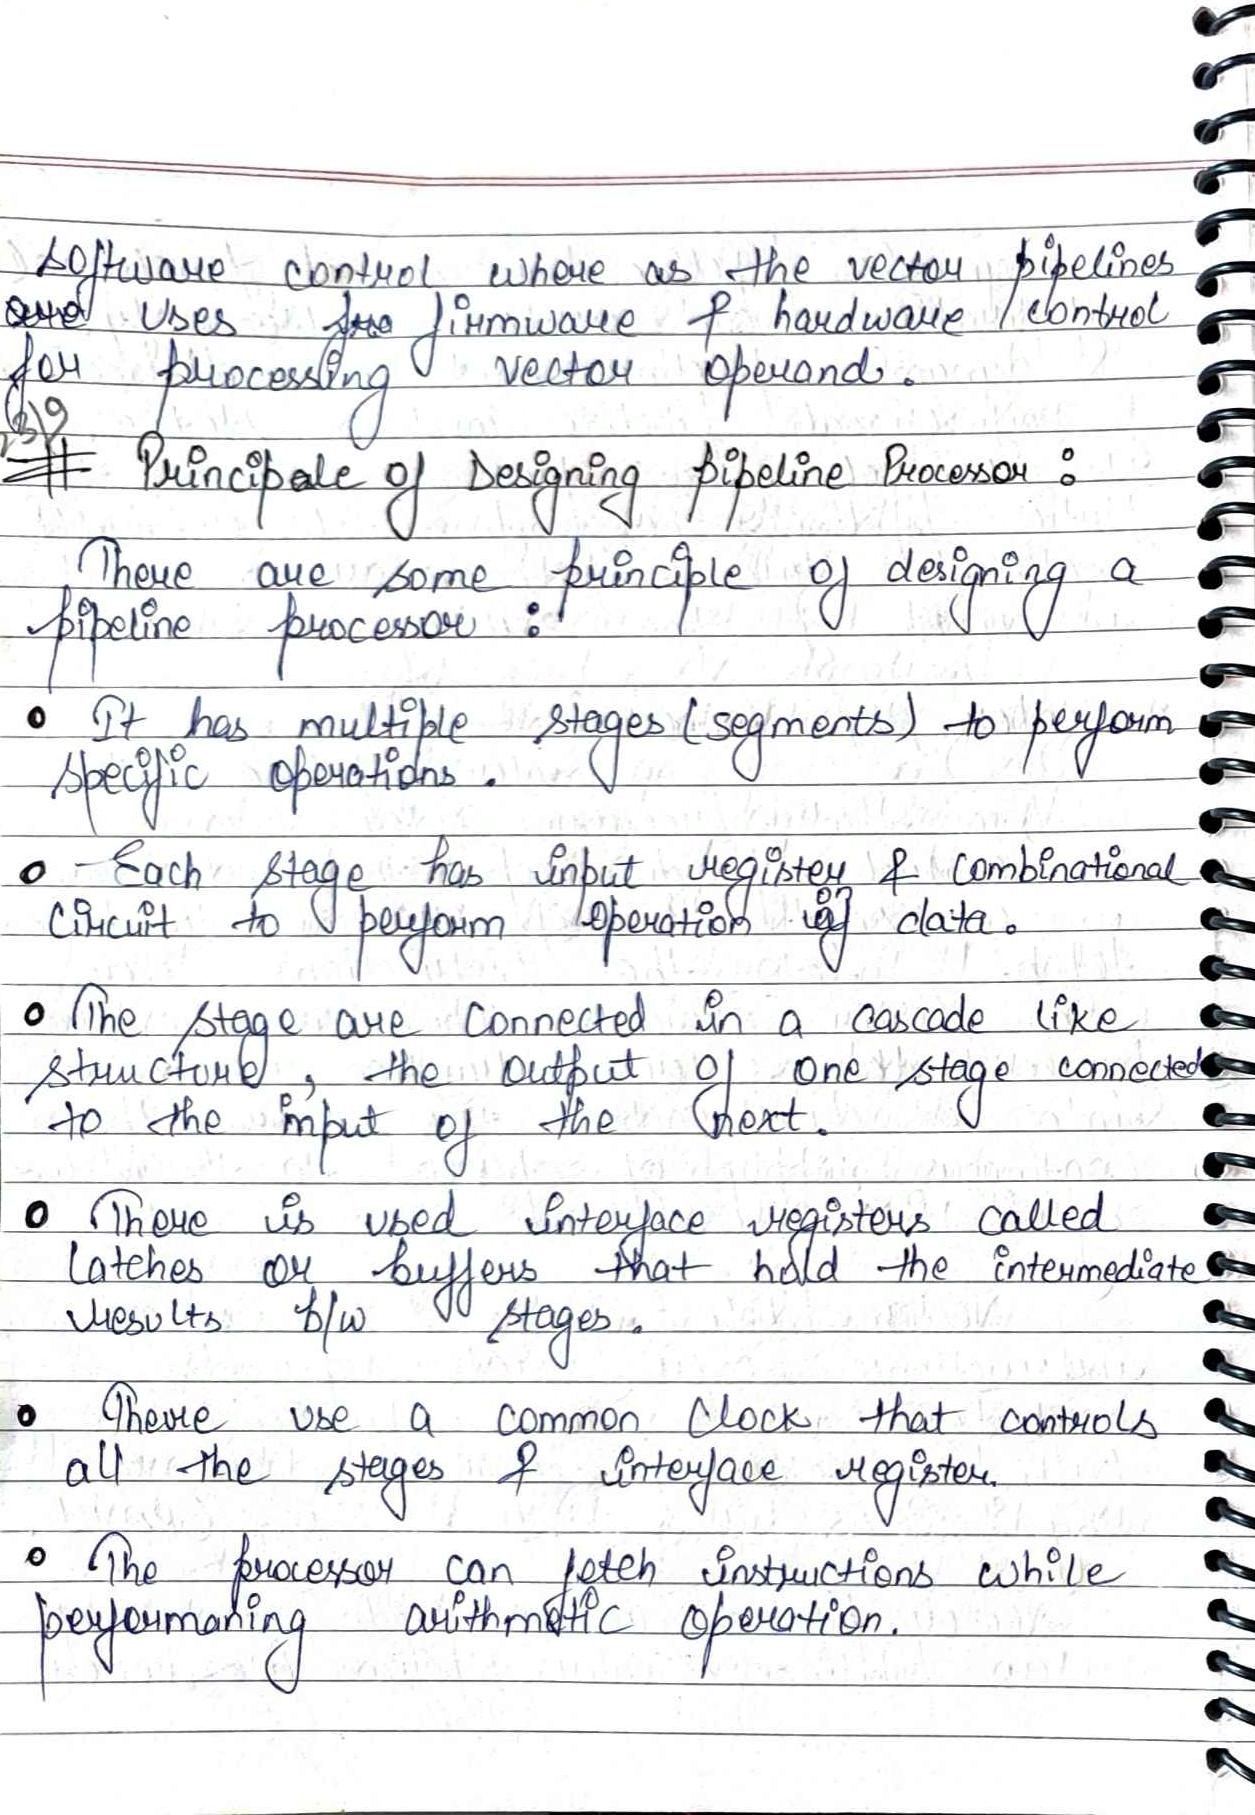 software control where as the vector pipelines
uses firmware & hardware control
for processing vector operand.
# Principale of Designing pipeline Processor :
There are some principle of designing a
pipeline processor :
• It has multiple stages (segments) to perform
specific operations.
• Each stage has input register & combinational
circuit to perform operation on data.
• The stage are connected in a cascade like
structure, the output of one stage connected
to the input of the next.
• There is used interface registers called
latches or buffers that hold the intermediate
results b/w stages.
• There use a common clock that controls
all the stages & interface register.
• The processor can fetch instructions while
performaning arithmetic operation.